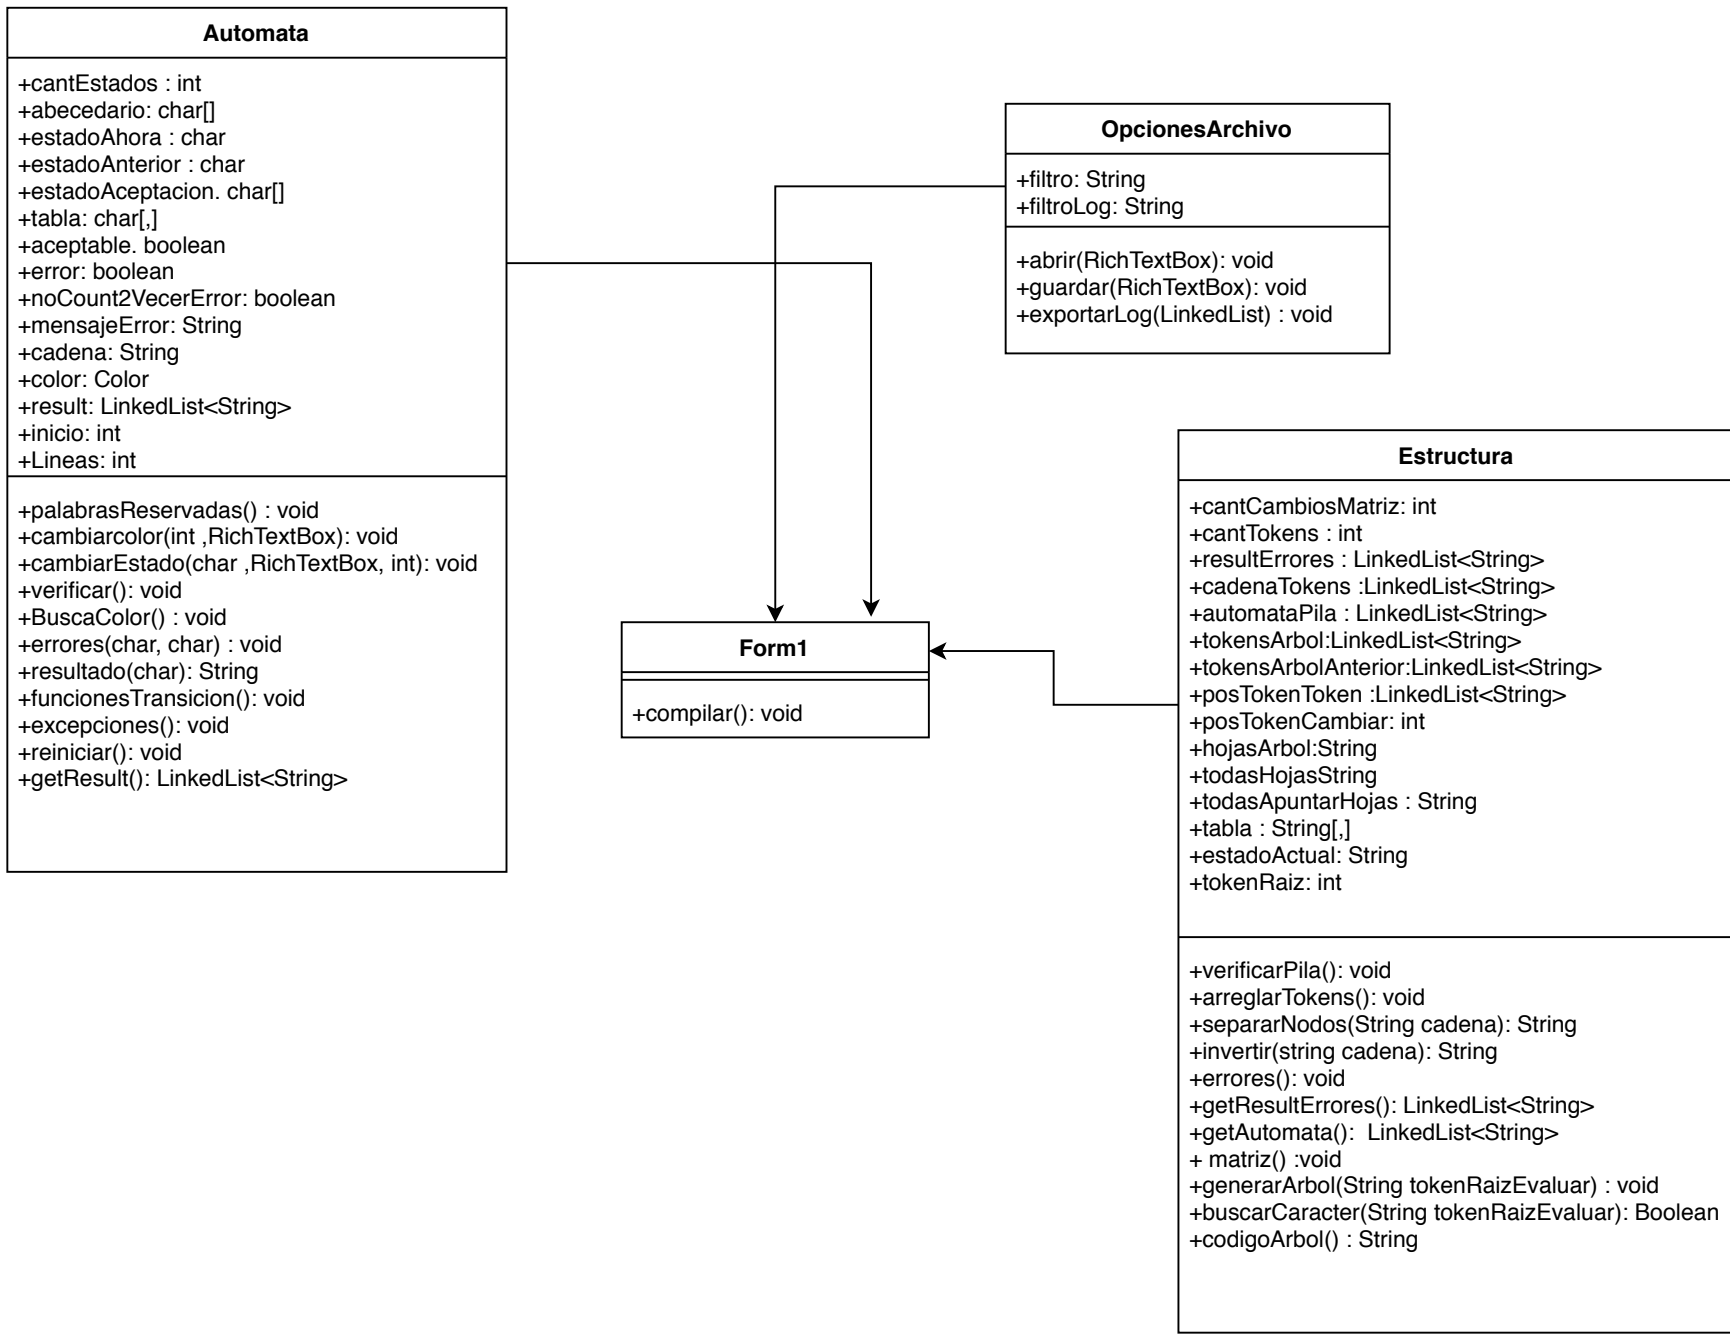 Automata
+cantEstados : int
+abecedario: char[]
+estadoAhora : char
+estadoAnterior : char
+estadoAceptacion. char[]
+tabla: char[,]
+aceptable. boolean
+error: boolean
+noCount2VecerError: boolean
+mensajeError: String
+cadena: String
+color: Color
+result: LinkedList<String>
+inicio: int
+Lineas: int
+palabrasReservadas() : void
+cambiarcolor(int ,RichTextBox): void
+cambiarEstado(char ,RichTextBox, int): void
+verificar(): void
+BuscaColor() : void
+errores(char, char) : void
+resultado(char): String
+funcionesTransicion(): void
+excepciones(): void
+reiniciar(): void
+getResult(): LinkedList<String>
OpcionesArchivo
+filtro: String
+filtroLog: String
+abrir(RichTextBox): void
+guardar(RichTextBox): void
+exportarLog(LinkedList) : void
Form1
+compilar(): void
Estructura
+cantCambiosMatriz: int
+cantTokens : int
+resultErrores : LinkedList<String>
+cadenaTokens :LinkedList<String>
+automataPila : LinkedList<String>
+tokensArbol:LinkedList<String>
+tokensArbolAnterior:LinkedList<String>
+posTokenToken :LinkedList<String>
+posTokenCambiar: int
+hojasArbol:String
+todasHojasString
+todasApuntarHojas : String
+tabla : String[,]
+estadoActual: String
+tokenRaiz: int
+verificarPila(): void
+arreglarTokens(): void
+separarNodos(String cadena): String
+invertir(string cadena): String
+errores(): void
+getResultErrores(): LinkedList<String>
+getAutomata():  LinkedList<String>
+ matriz() :void
+generarArbol(String tokenRaizEvaluar) : void
+buscarCaracter(String tokenRaizEvaluar): Boolean
+codigoArbol() : String